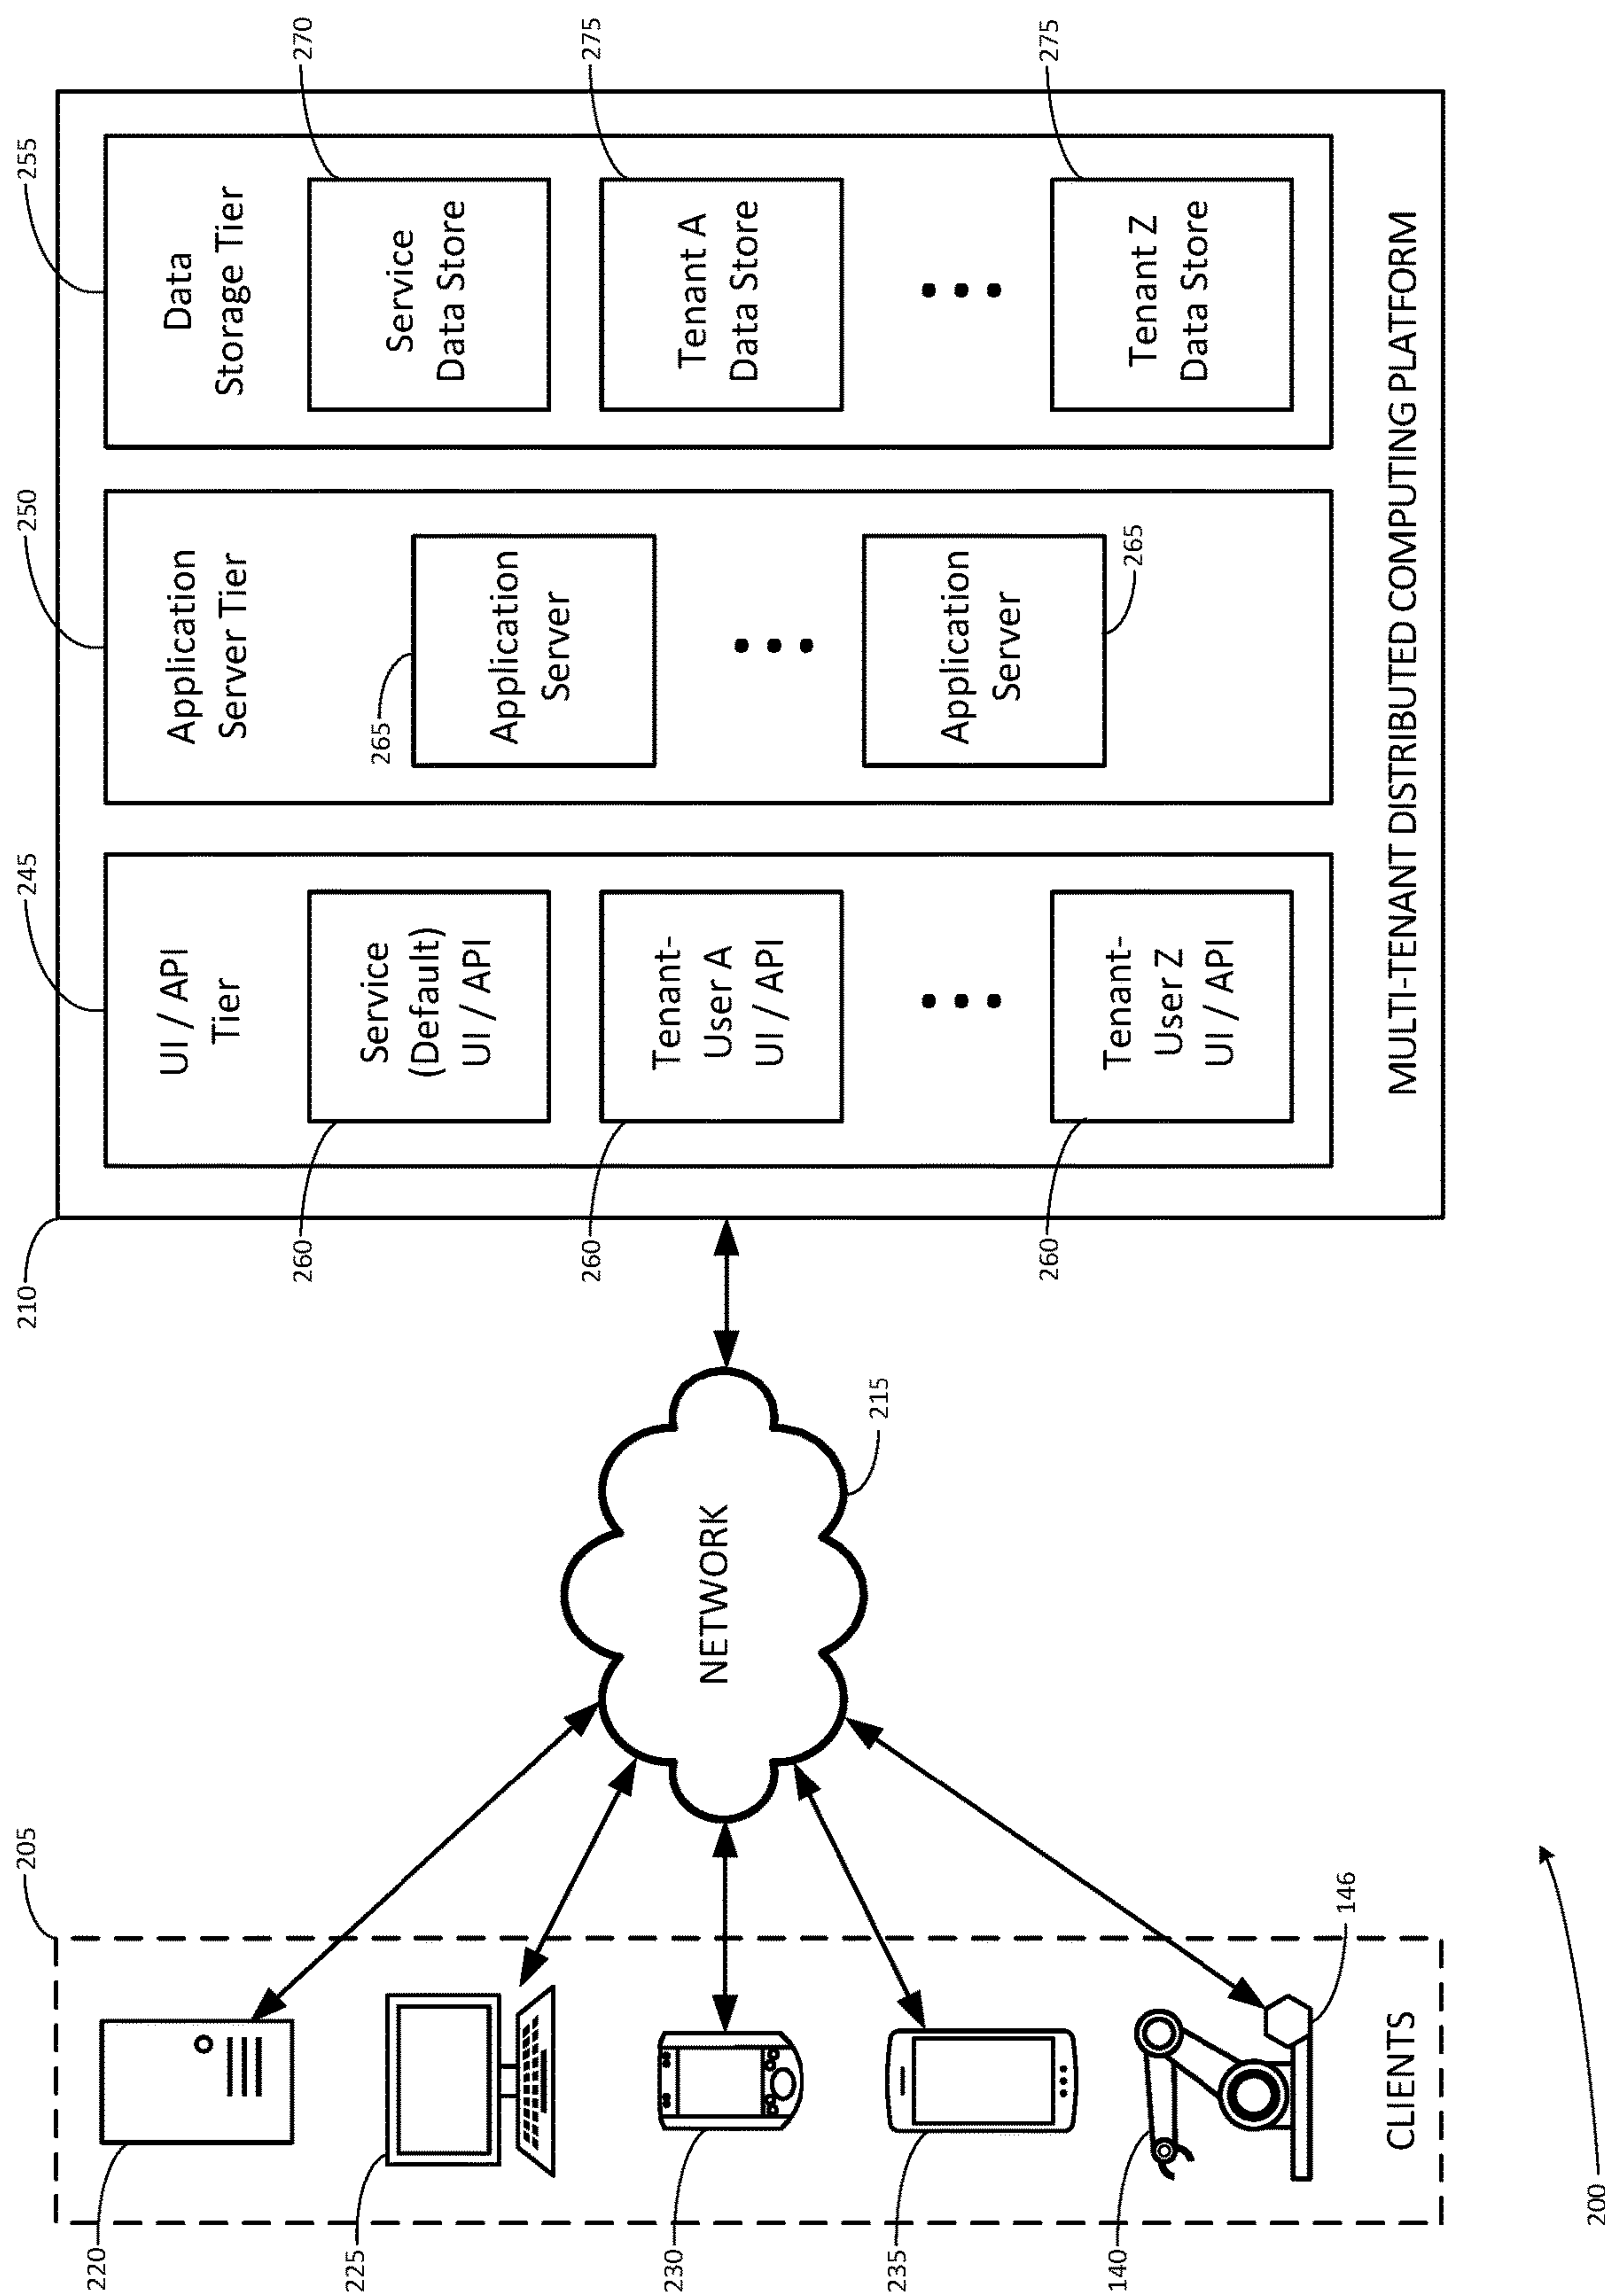 205
220
225
230
235
140
146
CLIENTS
200
NETWORK
215
210
MULTI-TENANT DISTRIBUTED COMPUTING PLATFORM
245
UI / API
Tier
260
Service
(Default)
UI / API
260
Tenant-
User A
UI / API
260
Tenant-
User Z
UI / API
250
Application
Server Tier
265
Application
Server
Application
Server
265
255
Data
Storage Tier
270
Service
Data Store
275
Tenant A
Data Store
275
Tenant Z
Data Store